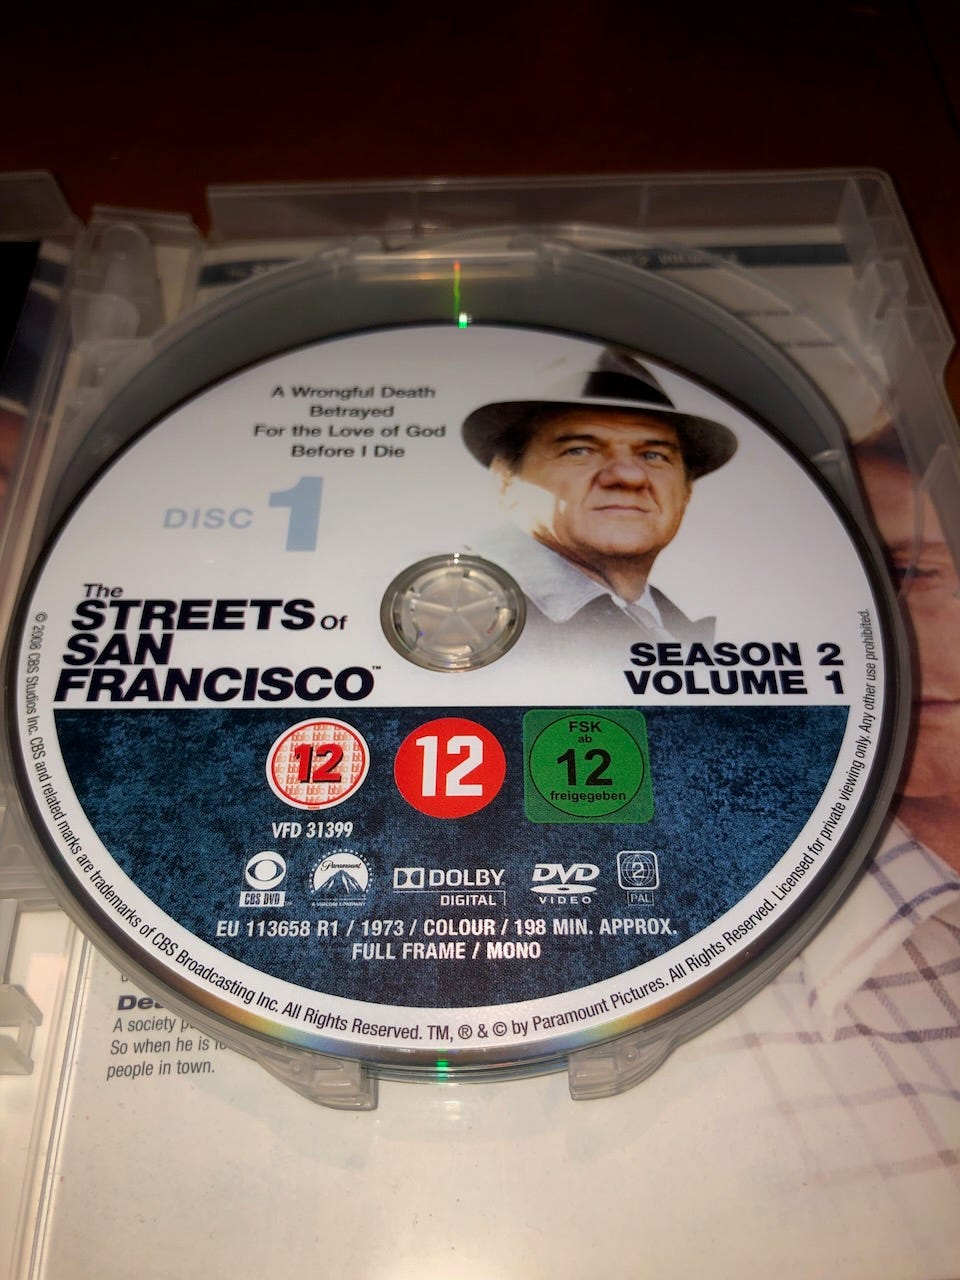 A Wrongful Death
Betrayed
For the Love of God
Before I Die
DISC 1
The
STREETS OF
SAN
FRANCISCO™
SEASON 2
VOLUME 1
12
12
FSK
ab
12
freigegeben
VFD 31399
CBS DVD
Paramount
A VIACOM COMPANY
DOLBY
DIGITAL
DVD
VIDEO
2
PAL
EU 113658 R1 / 1973 / COLOUR / 198 MIN. APPROX.
FULL FRAME / MONO
© 2008 CBS Studios Inc. CBS and related marks are trademarks of CBS Broadcasting Inc. All Rights Reserved. TM, ® & © by Paramount Pictures. All Rights Reserved. Licensed for private viewing only. Any other use prohibited.
A society
So when he is
people in town.